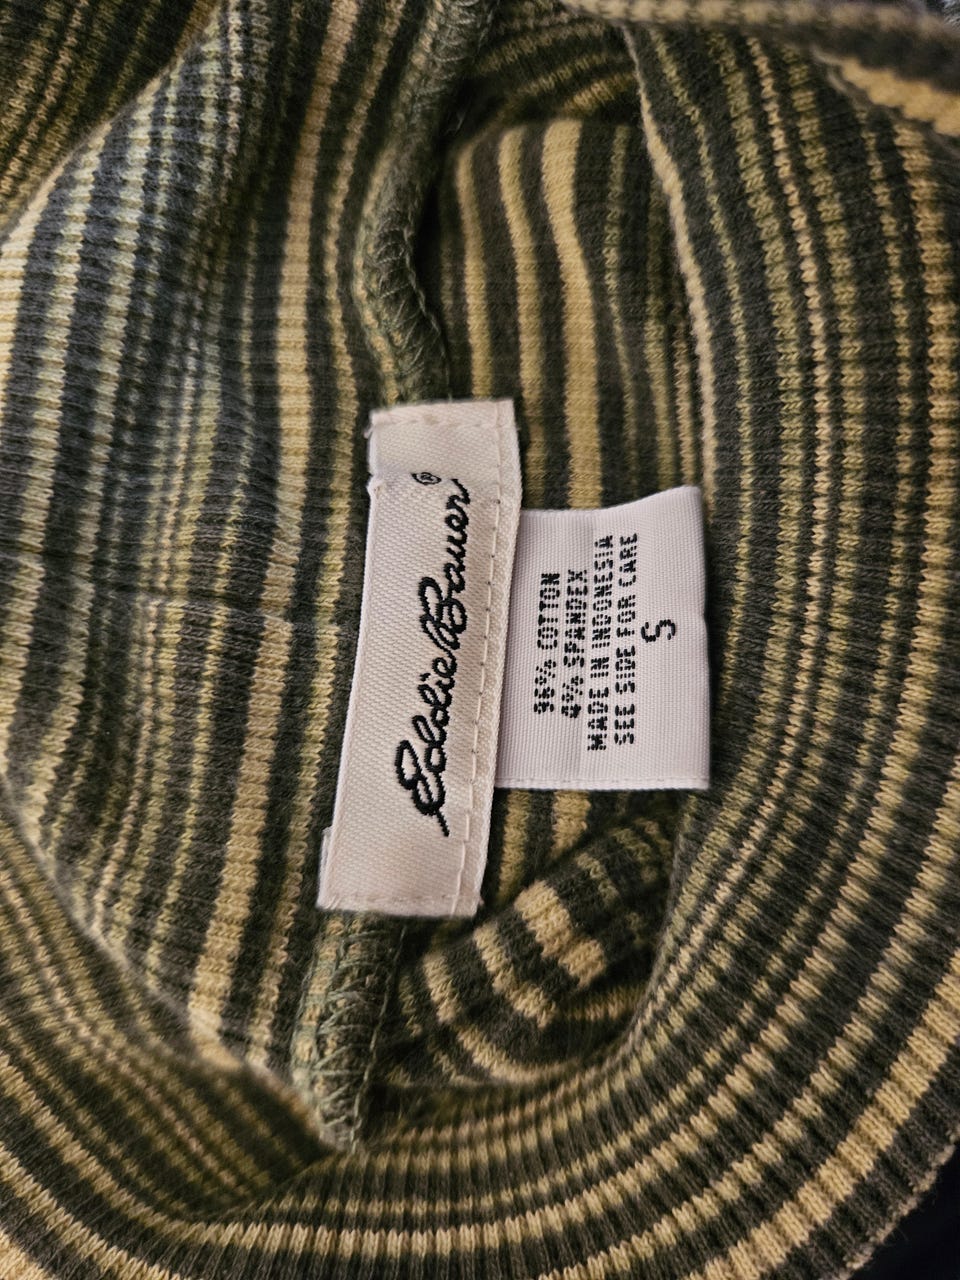 Eddie Bauer®
96% COTTON
4% SPANDEX
MADE IN INDONESIA
SEE SIDE FOR CARE
S